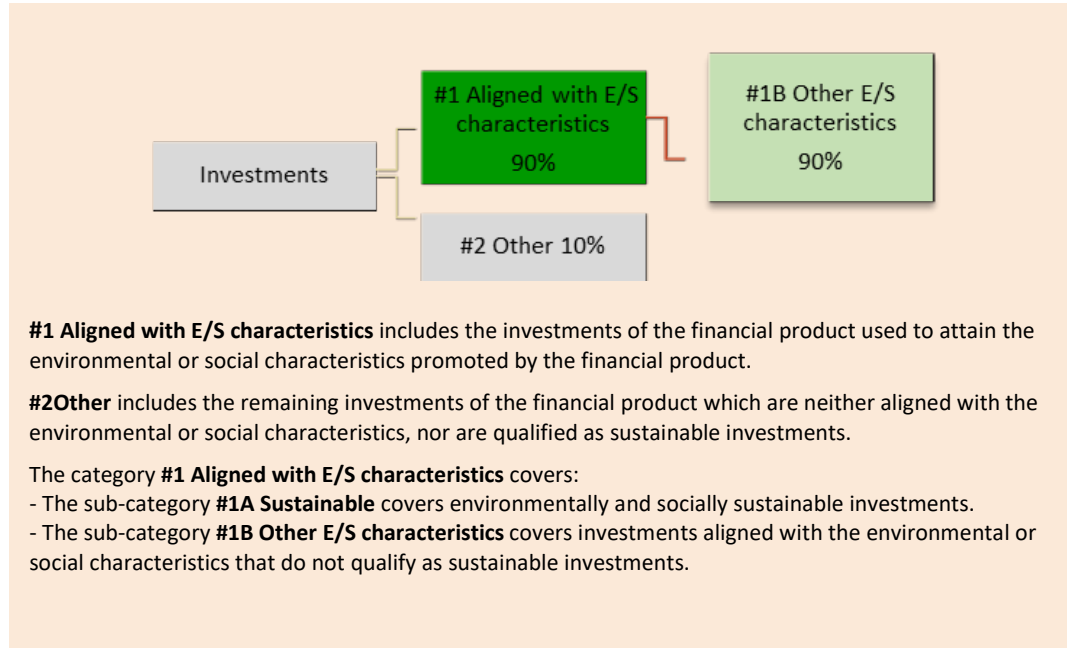 Investments
#1 Aligned with E/S
characteristics
90%
#1B Other E/S
characteristics
90%
#2 Other 10%
#1 Aligned with E/S characteristics includes the investments of the financial product used to attain the
environmental or social characteristics promoted by the financial product.
#2Other includes the remaining investments of the financial product which are neither aligned with the
environmental or social characteristics, nor are qualified as sustainable investments.
The category #1 Aligned with E/S characteristics covers:
- The sub-category #1A Sustainable covers environmentally and socially sustainable investments.
- The sub-category #1B Other E/S characteristics covers investments aligned with the environmental or
social characteristics that do not qualify as sustainable investments.